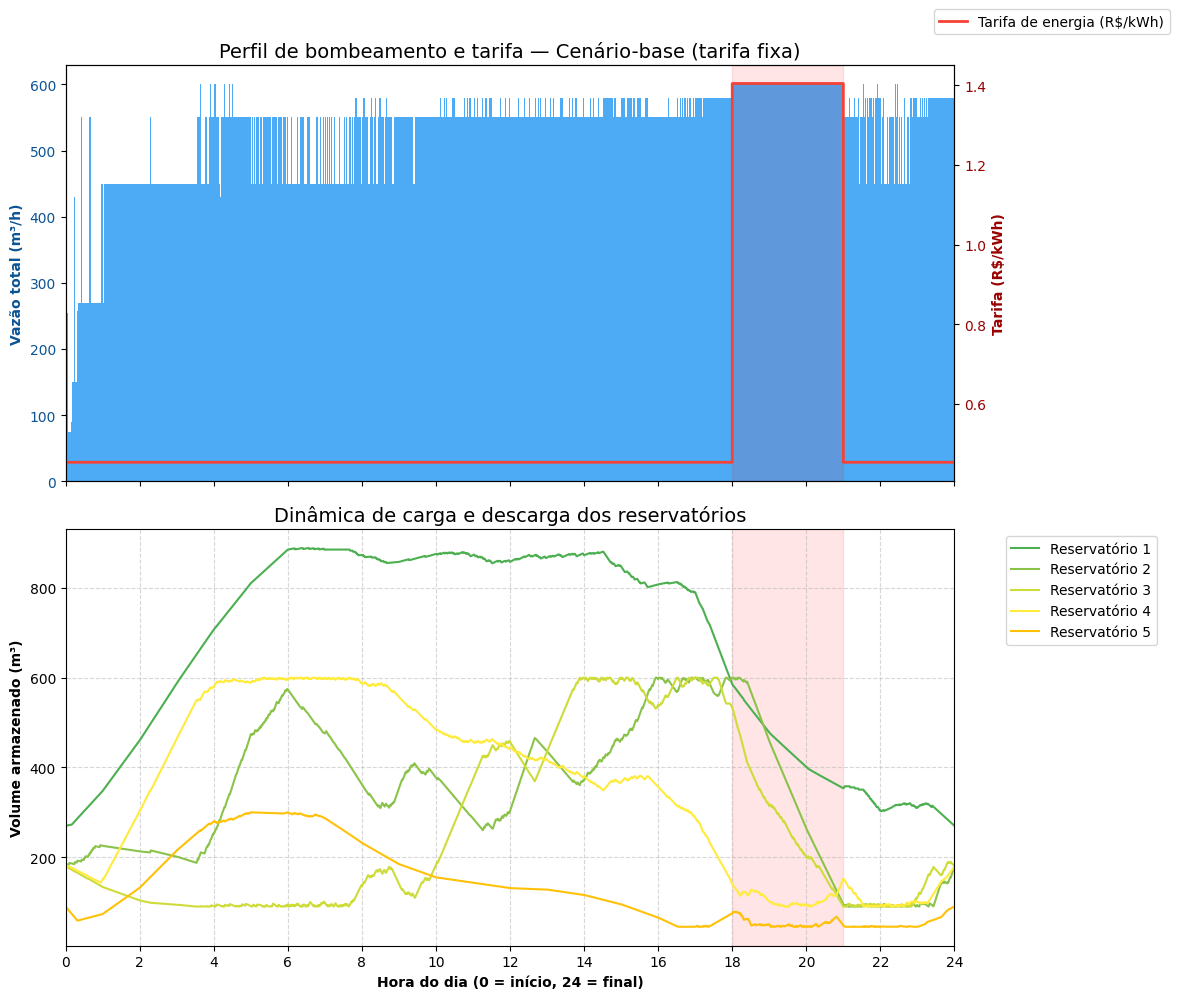 Tarifa de energia (R$/kWh)
Perfil de bombeamento e tarifa — Cenário-base (tarifa fixa)
600
500
400
300
200
100
0
Vazão total (m³/h)
1.4
1.2
1.0
0.8
0.6
Tarifa (R$/kWh)
Dinâmica de carga e descarga dos reservatórios
800
600
400
200
Volume armazenado (m³)
Reservatório 1
Reservatório 2
Reservatório 3
Reservatório 4
Reservatório 5
0 2 4 6 8 10 12 14 16 18 20 22 24
Hora do dia (0 = início, 24 = final)